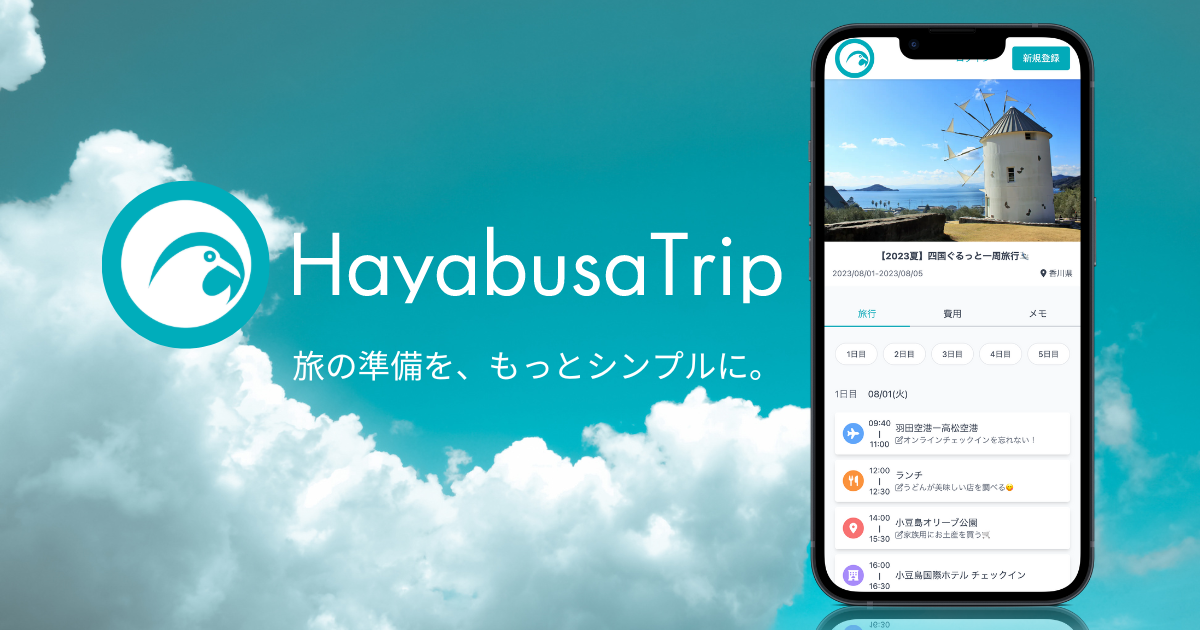 HayabusaTrip
旅の準備を、もっとシンプルに。
新規登録
【2023夏】四国ぐるっと一周旅行
2023/08/01-2023/08/05
香川県
旅行 費用 メモ
1日目 2日目 3日目 4日目 5日目
1日目 08/01(火)
09:40
|
11:00
羽田空港ー高松空港
オンラインチェックインを忘れない！
12:00
|
12:30
ランチ
うどんが美味しい店を調べる😋
14:00
|
15:30
小豆島オリーブ公園
家族用にお土産を買う
16:00
|
16:30
小豆島国際ホテル チェックイン
16:30